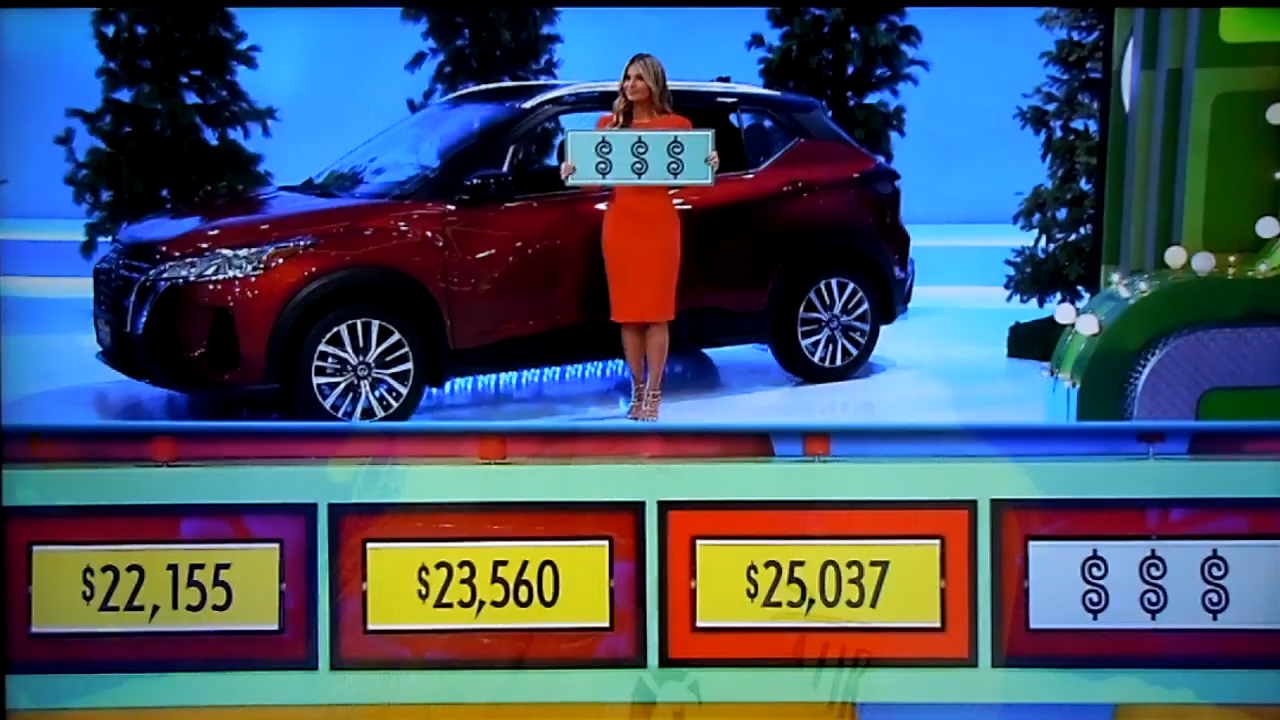 $ $ $
$22,155
$23,560
$25,037
$ $ $